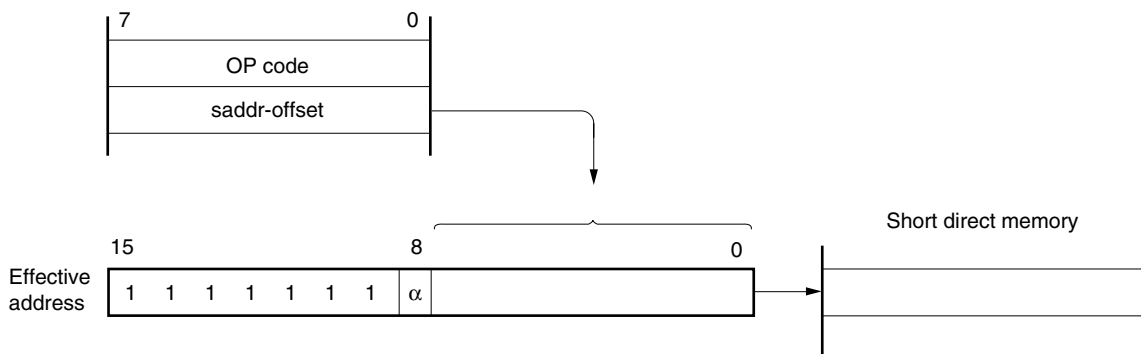 7 0
OP code
saddr-offset
Short direct memory
15 8 0
Effective
address
1 1 1 1 1 1 1 α